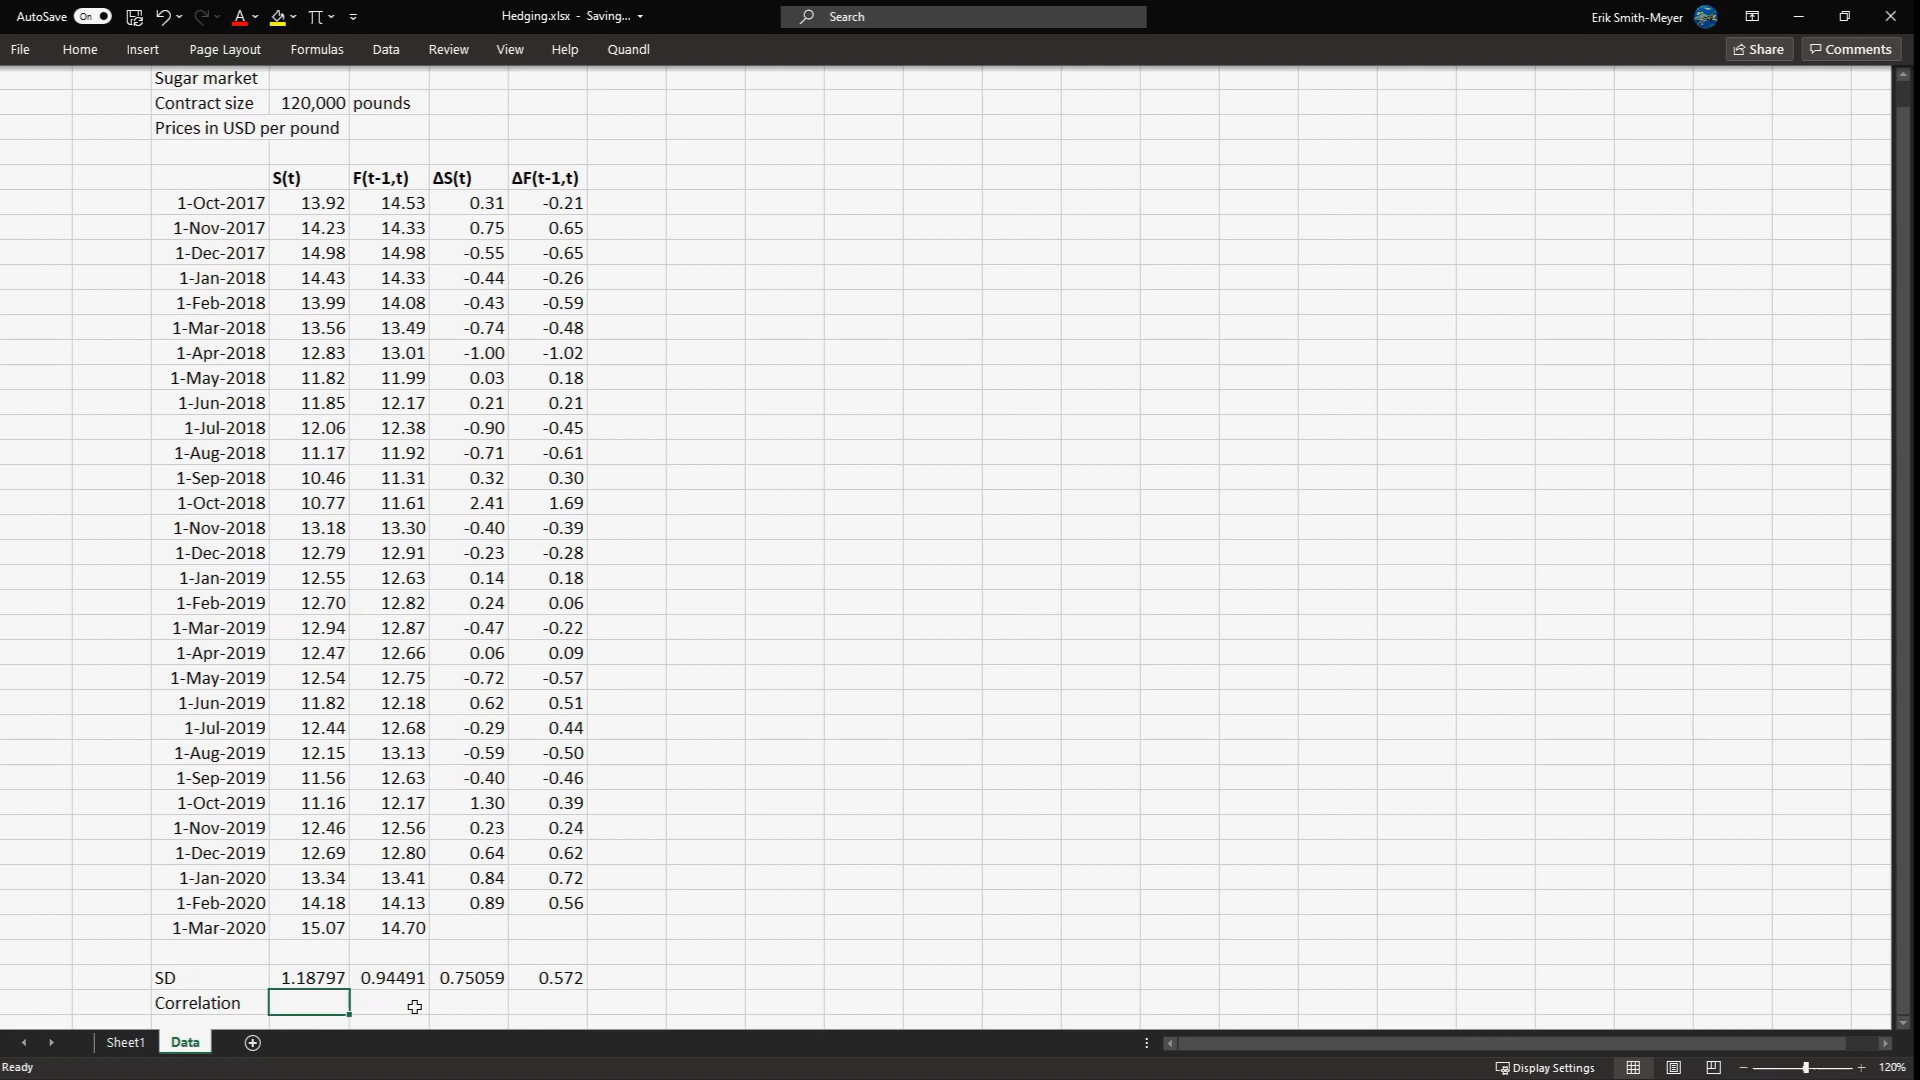 AutoSave On Hedging.xlsx - Saving... Search Erik Smith-Meyer
File Home Insert Page Layout Formulas Data Review View Help Quandl Share Comments
Sugar market
Contract size 120,000 pounds
Prices in USD per pound
S(t) F(t-1,t) ΔS(t) ΔF(t-1,t)
1-Oct-2017 13.92 14.53 0.31 -0.21
1-Nov-2017 14.23 14.33 0.75 0.65
1-Dec-2017 14.98 14.98 -0.55 -0.65
1-Jan-2018 14.43 14.33 -0.44 -0.26
1-Feb-2018 13.99 14.08 -0.43 -0.59
1-Mar-2018 13.56 13.49 -0.74 -0.48
1-Apr-2018 12.83 13.01 -1.00 -1.02
1-May-2018 11.82 11.99 0.03 0.18
1-Jun-2018 11.85 12.17 0.21 0.21
1-Jul-2018 12.06 12.38 -0.90 -0.45
1-Aug-2018 11.17 11.92 -0.71 -0.61
1-Sep-2018 10.46 11.31 0.32 0.30
1-Oct-2018 10.77 11.61 2.41 1.69
1-Nov-2018 13.18 13.30 -0.40 -0.39
1-Dec-2018 12.79 12.91 -0.23 -0.28
1-Jan-2019 12.55 12.63 0.14 0.18
1-Feb-2019 12.70 12.82 0.24 0.06
1-Mar-2019 12.94 12.87 -0.47 -0.22
1-Apr-2019 12.47 12.66 0.06 0.09
1-May-2019 12.54 12.75 -0.72 -0.57
1-Jun-2019 11.82 12.18 0.62 0.51
1-Jul-2019 12.44 12.68 -0.29 0.44
1-Aug-2019 12.15 13.13 -0.59 -0.50
1-Sep-2019 11.56 12.63 -0.40 -0.46
1-Oct-2019 11.16 12.17 1.30 0.39
1-Nov-2019 12.46 12.56 0.23 0.24
1-Dec-2019 12.69 12.80 0.64 0.62
1-Jan-2020 13.34 13.41 0.84 0.72
1-Feb-2020 14.18 14.13 0.89 0.56
1-Mar-2020 15.07 14.70
SD 1.18797 0.94491 0.75059 0.572
Correlation
Sheet1 Data
Ready Display Settings 120%